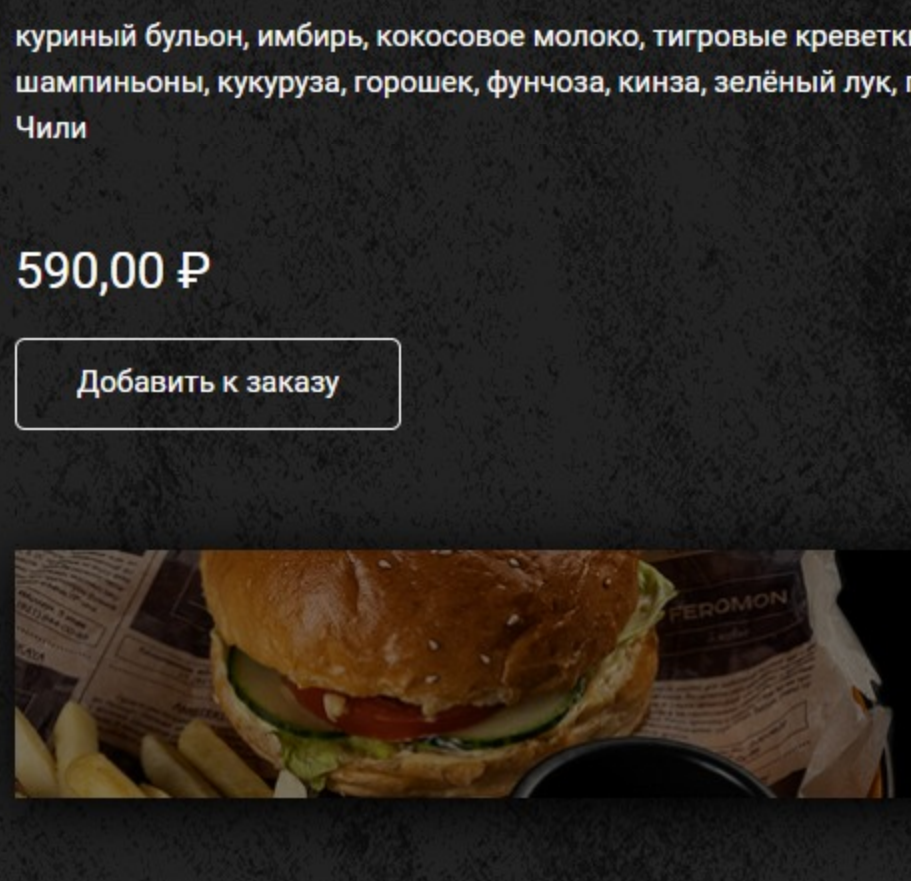 куриный бульон, имбирь, кокосовое молоко, тигровые креветк
шампиньоны, кукуруза, горошек, фунчоза, кинза, зелёный лук,
Чили
590,00 ₽
Добавить к заказу
FEROMON